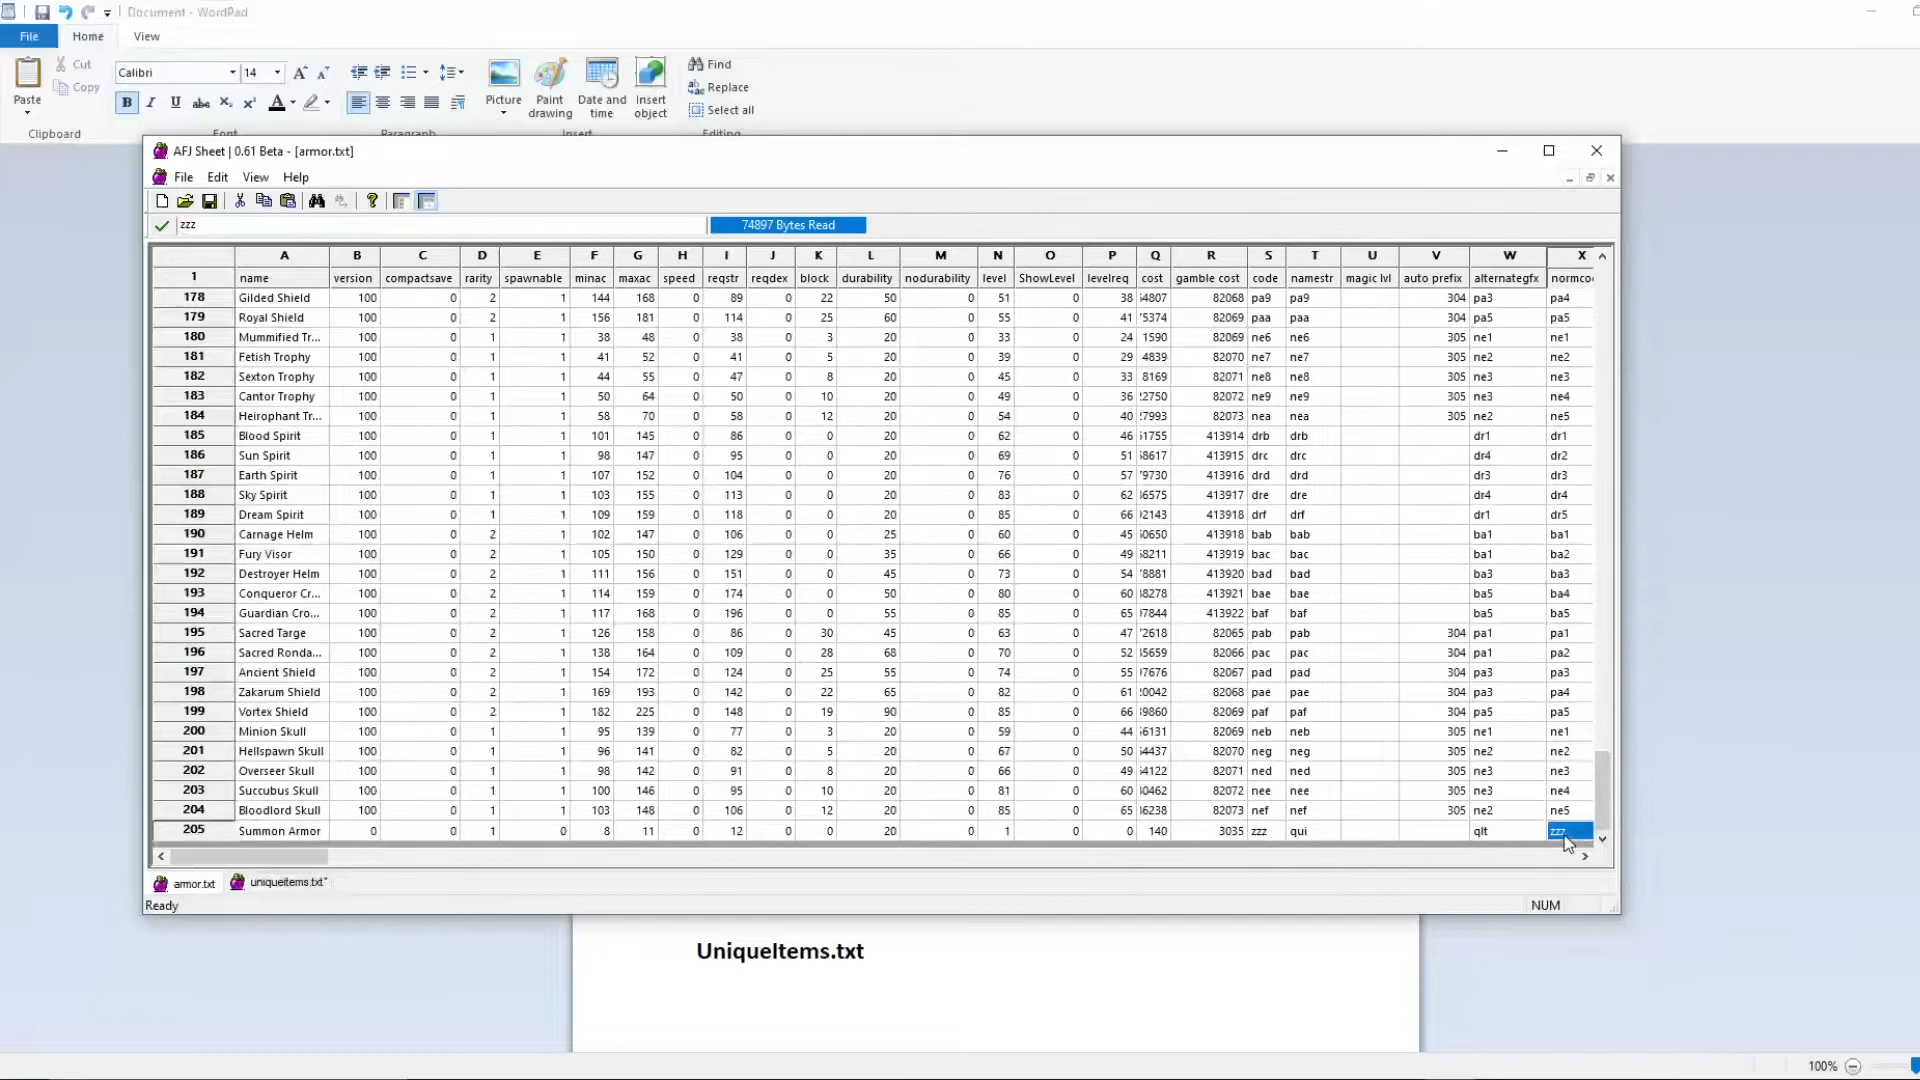 Document - WordPad
File Home View
Cut
Calibri 14
Find
Copy
Replace
Paste
B I U abc X₂ X² A
Picture Paint drawing Date and time Insert object
Select all
Clipboard Font Paragraph Insert Editing
AFJ Sheet | 0.61 Beta - [armor.txt]
File Edit View Help
zzz 74897 Bytes Read
A B C D E F G H I J K L M N O P Q R S T U V W X
1 name version compactsave rarity spawnable minac maxac speed reqstr reqdex block durability nodurability level ShowLevel levelreq cost gamble cost code namestr magic lvl auto prefix alternategfx
178 Gilded Shield 100 0 2 1 144 168 0 89 0 22 50 0 51 0 38 82068 pa9 pa9 304 pa3 pa4
179 Royal Shield 100 0 2 1 156 181 0 114 0 25 60 0 55 0 41 82069 paa paa 304 pa5 pa5
180 Mummified Tr... 100 0 1 1 38 48 0 38 0 3 20 0 33 0 24 1590 82069 ne6 ne6 305 ne1 ne1
181 Fetish Trophy 100 0 1 1 41 52 0 41 0 5 20 0 39 0 29 4839 82070 ne7 ne7 305 ne2 ne2
182 Sexton Trophy 100 0 1 1 44 55 0 47 0 8 20 0 45 0 33 8169 82071 ne8 ne8 305 ne3 ne3
183 Cantor Trophy 100 0 1 1 50 64 0 50 0 10 20 0 49 0 36 82072 ne9 ne9 305 ne3 ne4
184 Heirophant Tr... 100 0 1 1 58 70 0 58 0 12 20 0 54 0 40 82073 nea nea 305 ne2 ne5
185 Blood Spirit 100 0 1 1 101 145 0 86 0 0 20 0 62 0 46 413914 drb drb dr1 dr1
186 Sun Spirit 100 0 1 1 98 147 0 95 0 0 20 0 69 0 51 413915 drc drc dr4 dr2
187 Earth Spirit 100 0 1 1 107 152 0 104 0 0 20 0 76 0 57 413916 drd drd dr3 dr3
188 Sky Spirit 100 0 1 1 103 155 0 113 0 0 20 0 83 0 62 413917 dre dre dr4 dr4
189 Dream Spirit 100 0 1 1 109 159 0 118 0 0 20 0 85 0 66 413918 drf drf dr1 dr5
190 Carnage Helm 100 0 2 1 102 147 0 106 0 0 25 0 60 0 45 413918 bab bab ba1 ba1
191 Fury Visor 100 0 2 1 105 150 0 129 0 0 35 0 66 0 49 413919 bac bac ba1 ba2
192 Destroyer Helm 100 0 2 1 111 156 0 151 0 0 45 0 73 0 54 413920 bad bad ba3 ba3
193 Conqueror Cr... 100 0 2 1 114 159 0 174 0 0 50 0 80 0 60 413921 bae bae ba5 ba4
194 Guardian Cro... 100 0 2 1 117 168 0 196 0 0 55 0 85 0 65 413922 baf baf ba5 ba5
195 Sacred Targe 100 0 2 1 126 158 0 86 0 30 45 0 63 0 47 82065 pab pab 304 pa1 pa1
196 Sacred Ronda... 100 0 2 1 138 164 0 109 0 28 68 0 70 0 52 82066 pac pac 304 pa1 pa2
197 Ancient Shield 100 0 2 1 154 172 0 124 0 25 55 0 74 0 55 82067 pad pad 304 pa3 pa3
198 Zakarum Shield 100 0 2 1 169 193 0 142 0 22 65 0 82 0 61 82068 pae pae 304 pa3 pa4
199 Vortex Shield 100 0 2 1 182 225 0 148 0 19 90 0 85 0 66 82069 paf paf 304 pa5 pa5
200 Minion Skull 100 0 1 1 95 139 0 77 0 3 20 0 59 0 44 82069 neb neb 305 ne1 ne1
201 Hellspawn Skull 100 0 1 1 96 141 0 82 0 5 20 0 67 0 50 82070 neg neg 305 ne2 ne2
202 Overseer Skull 100 0 1 1 98 142 0 91 0 8 20 0 66 0 49 82071 ned ned 305 ne3 ne3
203 Succubus Skull 100 0 1 1 100 146 0 95 0 10 20 0 81 0 60 82072 nee nee 305 ne3 ne4
204 Bloodlord Skull 100 0 1 1 103 148 0 106 0 12 20 0 85 0 65 82073 nef nef 305 ne2 ne5
205 Summon Armor 0 0 1 0 8 11 0 12 0 0 20 0 1 0 0 140 3035 zzz qui qlt zzz
armor.txt uniqueitems.txt*
Ready NUM
UniqueItems.txt
100%